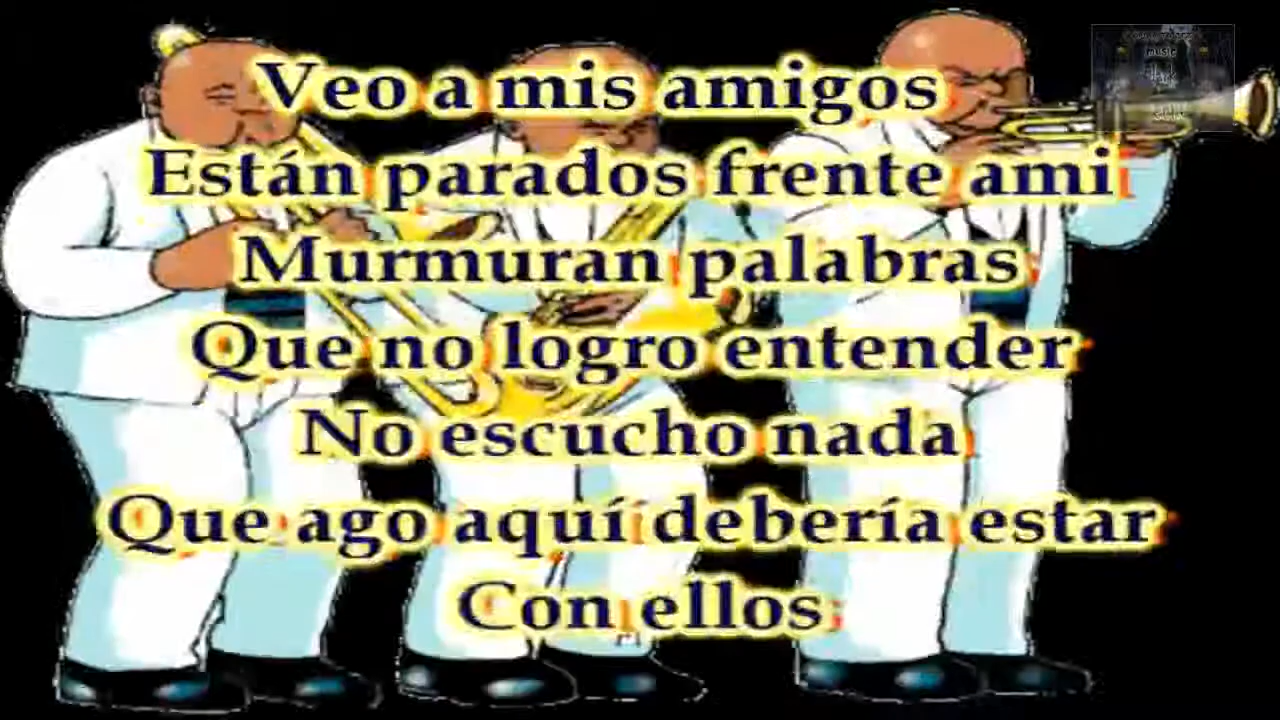 Veo a mis amigos
Están parados frente ami
Murmuran palabras
Que no logro entender
No escucho nada
Que ago aquí debería estar
Con ellos
music